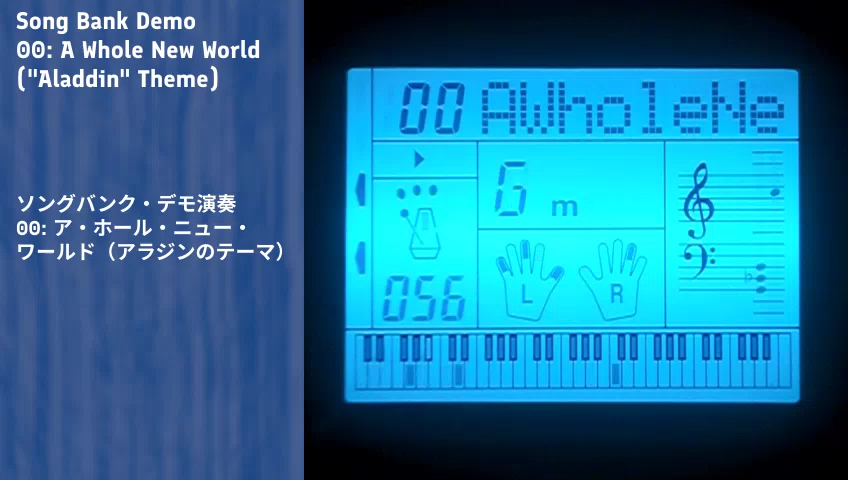 Song Bank Demo
00: A Whole New World
("Aladdin" Theme)
ソングバンク・デモ演奏
00: ア・ホール・ニュー・
ワールド（アラジンのテーマ）
00 AWholeNe
G m
056
L R